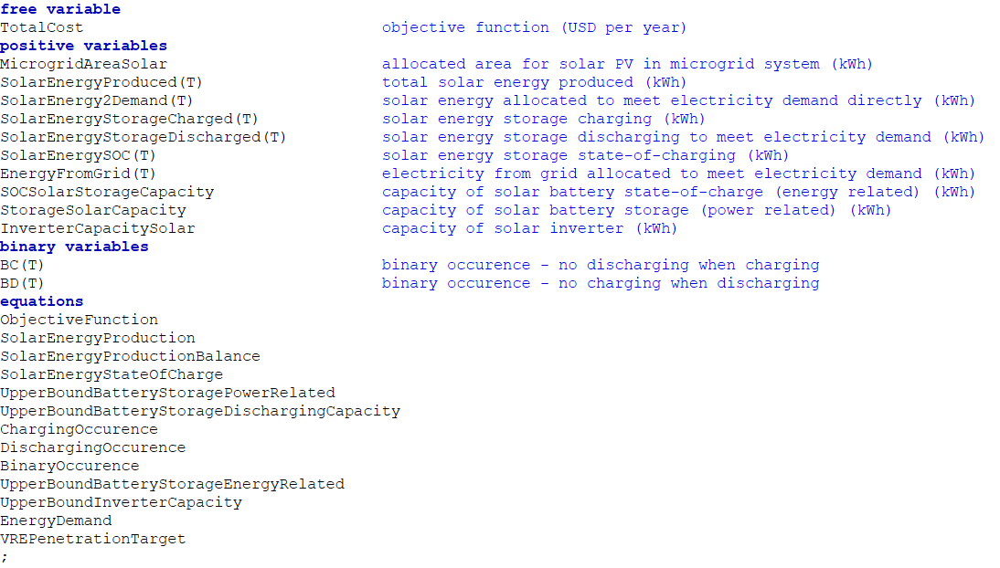 free variable
TotalCost objective function (USD per year)
positive variables
MicrogridAreaSolar allocated area for solar PV in microgrid system (kWh)
SolarEnergyProduced(T) total solar energy produced (kWh)
SolarEnergy2Demand(T) solar energy allocated to meet electricity demand directly (kWh)
SolarEnergyStorageCharged(T) solar energy storage charging (kWh)
SolarEnergyStorageDischarged(T) solar energy storage discharging to meet electricity demand (kWh)
SolarEnergySOC(T) solar energy storage state-of-charging (kWh)
EnergyFromGrid(T) electricity from grid allocated to meet electricity demand (kWh)
SOCSolarStorageCapacity capacity of solar battery state-of-charge (energy related) (kWh)
StorageSolarCapacity capacity of solar battery storage (power related) (kWh)
InverterCapacitySolar capacity of solar inverter (kWh)
binary variables
BC(T) binary occurence - no discharging when charging
BD(T) binary occurence - no charging when discharging
equations
ObjectiveFunction
SolarEnergyProduction
SolarEnergyProductionBalance
SolarEnergyStateOfCharge
UpperBoundBatteryStoragePowerRelated
UpperBoundBatteryStorageDischargingCapacity
ChargingOccurence
DischargingOccurence
BinaryOccurence
UpperBoundBatteryStorageEnergyRelated
UpperBoundInverterCapacity
EnergyDemand
VREPenetrationTarget
;